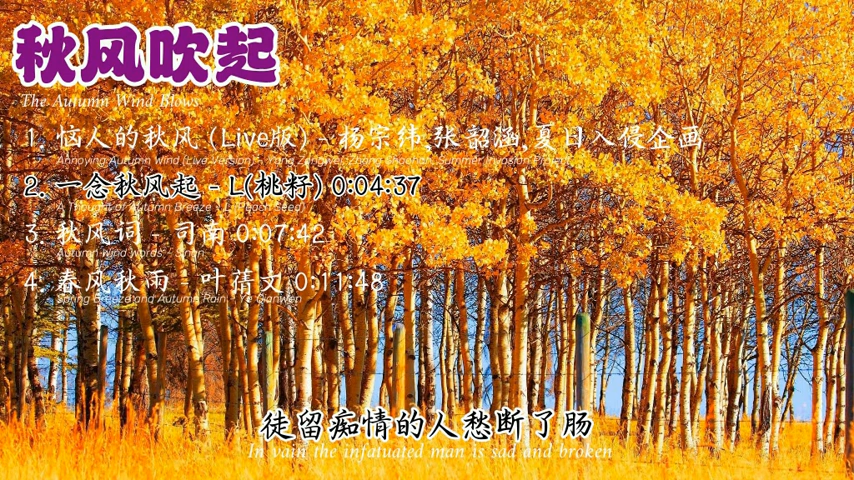 秋风吹起
The Autumn Wind Blows
1. 恼人的秋风 (Live版) - 杨宗纬,张韶涵,夏日入侵企画
Annoying Autumn Wind (Live Version) - Yang Zongwei, Zhang Shaohan, Summer Invasion Project
2. 一念秋风起 - L(桃籽) 0:04:37
A Thought of Autumn Breeze - L (Peach Seed)
3. 秋风词 - 司南 0:07:42
Autumn wind words - Sinan
4. 春风秋雨 - 叶蒨文 0:11:48
Spring Breeze and Autumn Rain - Ye Qianwen
徒留痴情的人愁断了肠
In vain the infatuated man is sad and broken